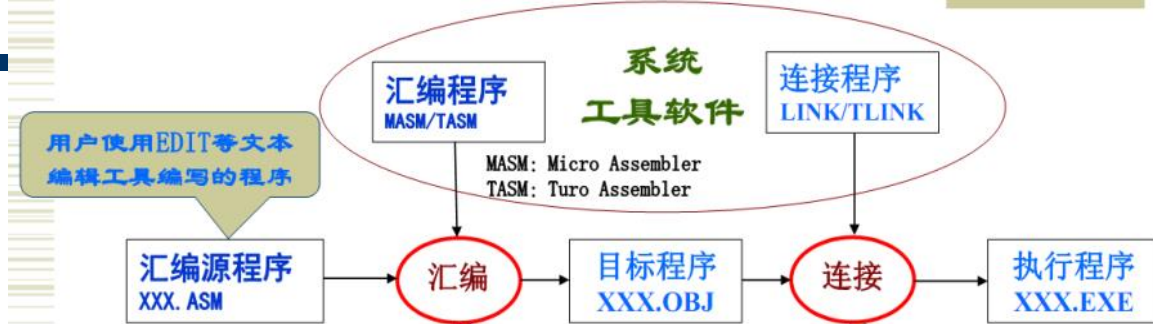 系统
工具软件
汇编程序
MASM/TASM
连接程序
LINK/TLINK
MASM: Micro Assembler
TASM: Turo Assembler
用户使用EDIT等文本
编辑工具编写的程序
汇编源程序
XXX. ASM
汇编
目标程序
XXX.OBJ
连接
执行程序
XXX.EXE